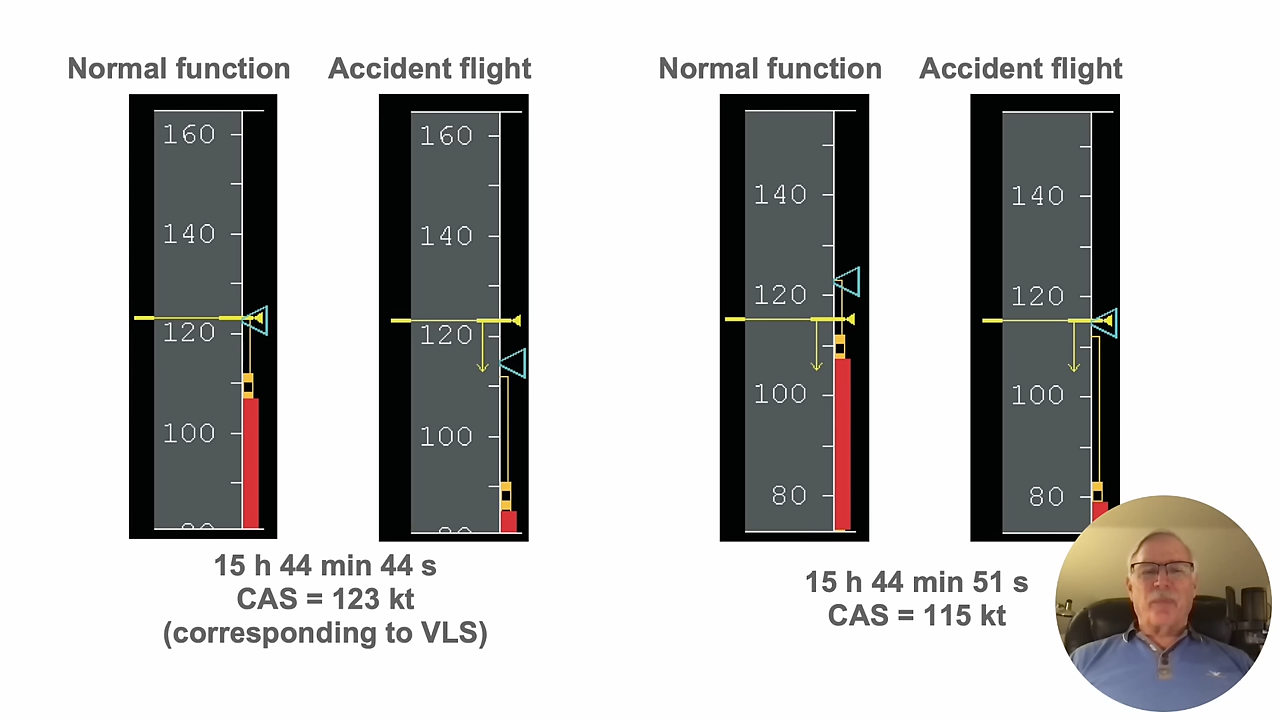 Normal function
Accident flight
160
140
120
100
80
160
140
120
100
80
15 h 44 min 44 s
CAS = 123 kt
(corresponding to VLS)
Normal function
Accident flight
140
120
100
80
140
120
100
80
15 h 44 min 51 s
CAS = 115 kt